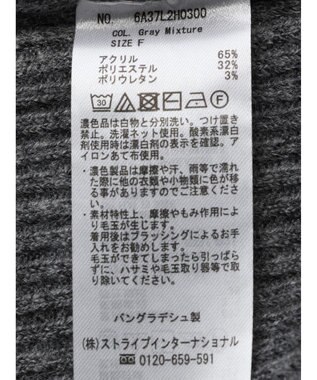 NO. 6A37L2H0300
COL. Gray Mixture
SIZE F
アクリル 65%
ポリエステル 32%
ポリウレタン 3%
30
F
濃色品は白物と分別洗い。つけ置き
禁止。洗濯ネット使用。酸素系漂白
剤使用時は漂白剤の表示を確認。ア
イロンあて布使用。
・濃色製品は摩擦や汗、雨等で濡れ
た際に他の衣類や小物類に色が移
る事がありますのでご注意くださ
い。
・素材特性上、摩擦やもみ作用によ
り毛玉が生じます。
着用後はブラッシングによるお手
入れをお勧めします。
毛玉ができてしまったら引っぱら
ずに、ハサミや毛玉取り器等で取
り除いてください。
バングラデシュ製
(株)ストライプインターナショナル
☎ 0120-659-591